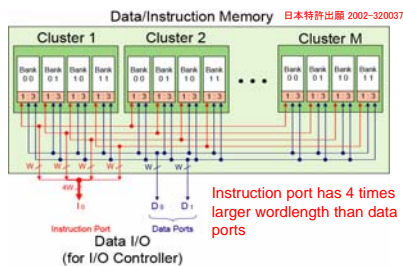 Data/Instruction Memory
日本特許出願 2002-320037
Cluster 1
Cluster 2
Cluster M
Bank 00
Bank 01
Bank 10
Bank 11
Bank 00
Bank 01
Bank 10
Bank 11
Bank 00
Bank 01
Bank 10
Bank 11
1 3
1 3
1 3
1 3
1 3
1 3
1 3
1 3
1 3
1 3
1 3
1 3
W
W
W
W
W
W
4W
I₀
D₀
D₁
Instruction Port
Data Ports
Data I/O
(for I/O Controller)
Instruction port has 4 times
larger wordlength than data
ports